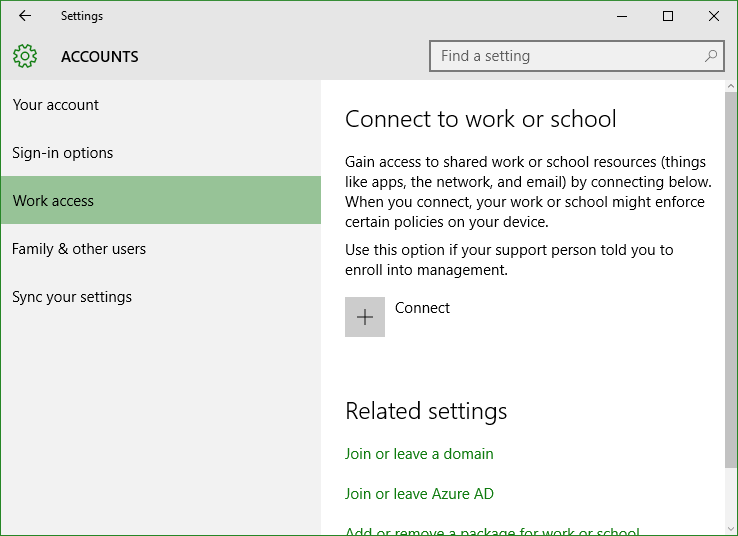 Settings
ACCOUNTS
Find a setting
Your account
Sign-in options
Work access
Family & other users
Sync your settings
Connect to work or school
Gain access to shared work or school resources (things
like apps, the network, and email) by connecting below.
When you connect, your work or school might enforce
certain policies on your device.
Use this option if your support person told you to
enroll into management.
Connect
Related settings
Join or leave a domain
Join or leave Azure AD
Add or remove a package for work or school